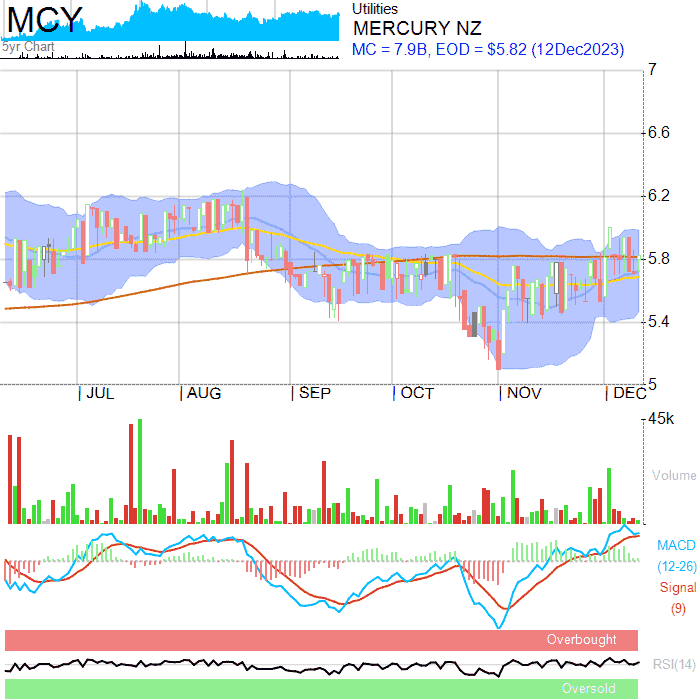 MCY
5yr Chart
Utilities
MERCURY NZ
MC = 7.9B, EOD = $5.82 (12Dec2023)
7
6.6
6.2
5.8
5.4
5
JUL AUG SEP OCT NOV DEC
45k
Volume
MACD
(12-26)
Signal
(9)
Overbought
RSI(14)
Oversold